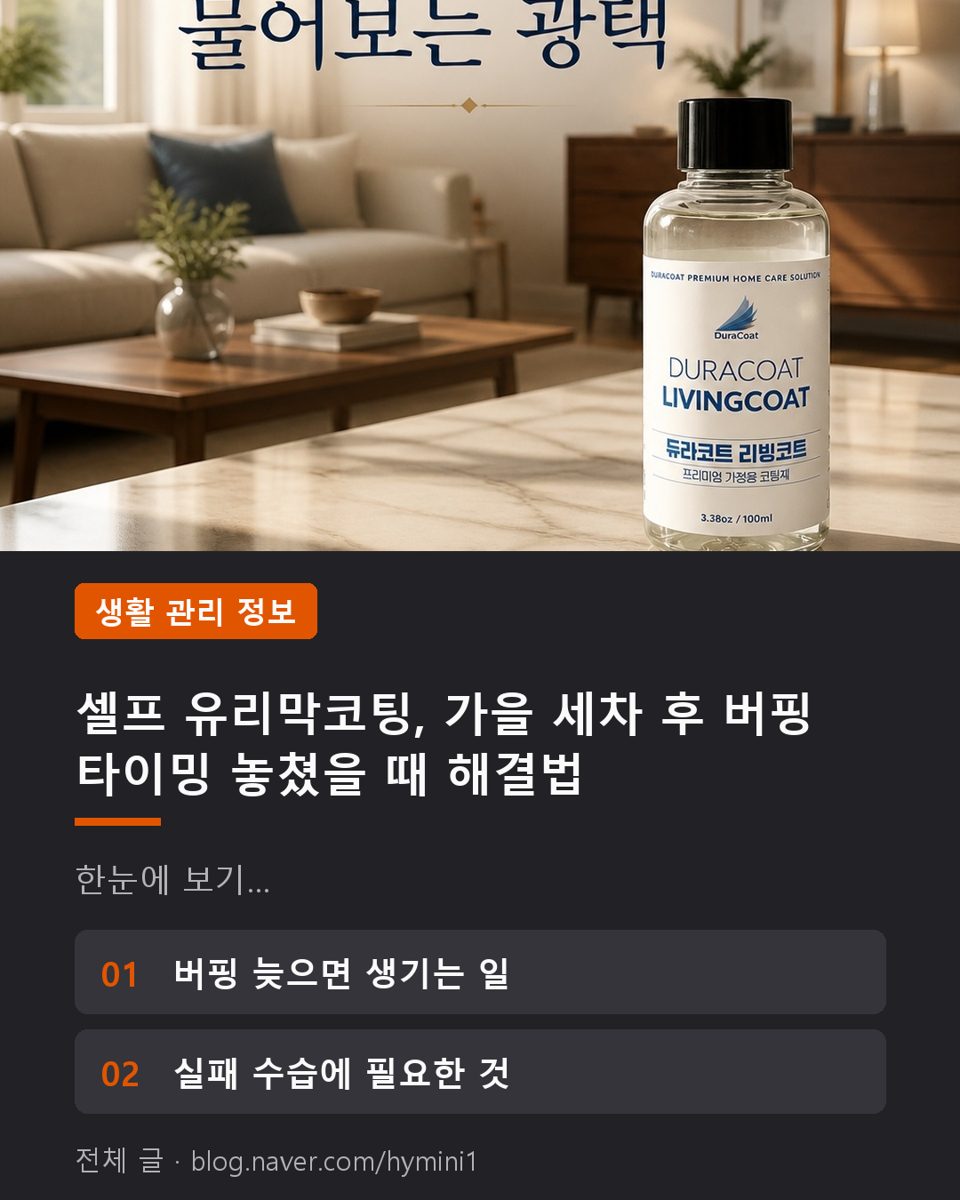 물어보는 광택
DURACOAT PREMIUM HOME CARE SOLUTION
DuraCoat
DURACOAT
LIVINGCOAT
듀라코트 리빙코트
프리미엄 가정용 코팅제
3.38oz / 100ml
생활 관리 정보
셀프 유리막코팅, 가을 세차 후 버핑
타이밍 놓쳤을 때 해결법
한눈에 보기...
01 버핑 늦으면 생기는 일
02 실패 수습에 필요한 것
전체 글 · blog.naver.com/hymini1